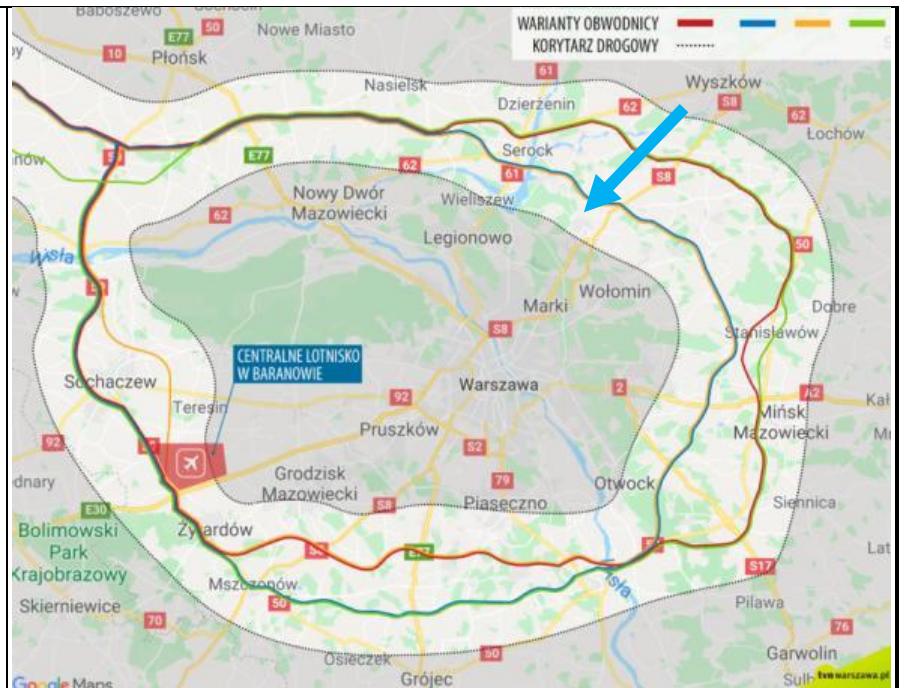 Baboszewo
50
WARIANTY OBWODNICY
KORYTARZ DROGOWY
E77
Nowe Miasto
10
Płońsk
61
Nasielsk
Wyszków
Dzierżenin
62
S8
62
Łochów
E77
Serock
62
61
S8
Nowy Dwór
Mazowiecki
Wieliszew
62
Legionowo
50
Wisła
Marki
Wołomin
Dobre
S8
Stanisławów
CENTRALNE LOTNISKO
W BARANOWIE
Sochaczew
Warszawa
2
A2
92
Teresin
Mińsk
Mazowiecki
Pruszków
92
S2
Grodzisk
Mazowiecki
79
Otwock
S8
Piaseczno
Siennica
E30
Bolimowski
Park
Krajobrazowy
Żyrardów
S17
Mszczonów
Skierniewice
50
Pilawa
70
76
Osieczek
50
Garwolin
Grójec
Google Maps
tvnwarszawa.pl